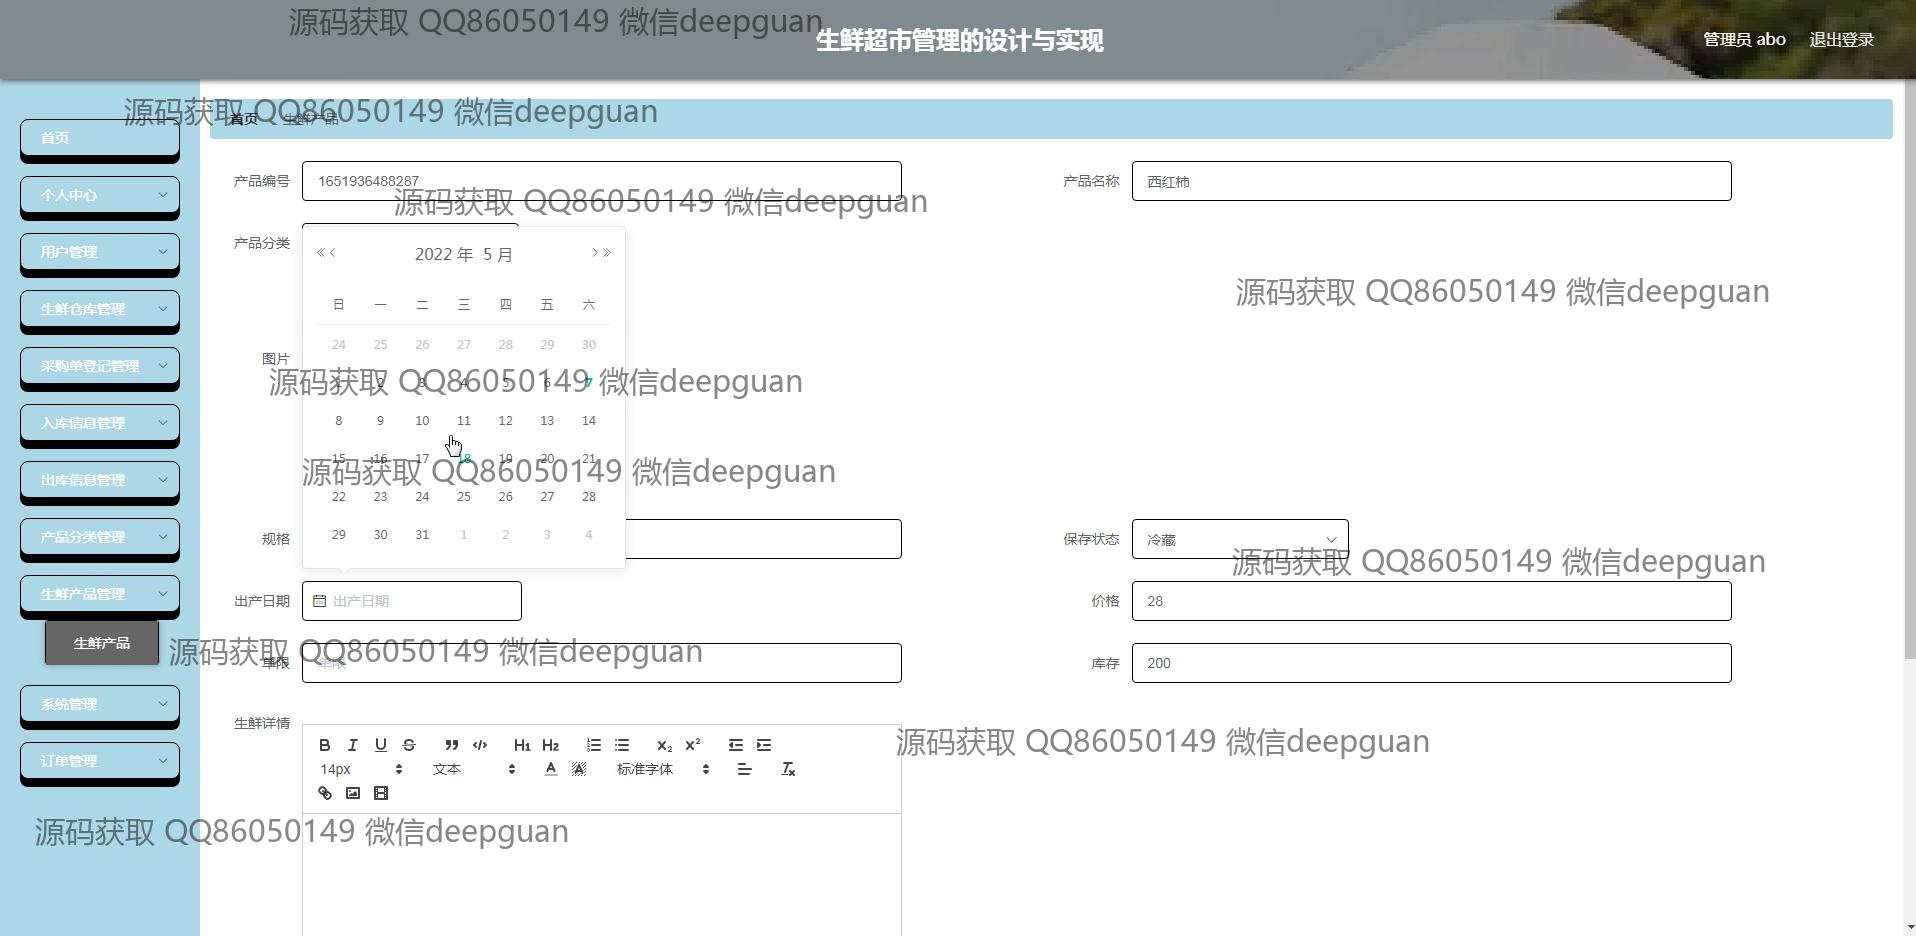 源码获取 QQ86050149 微信deepguan
生鲜超市管理的设计与实现
管理员 abo
退出登录
源码获取 QQ86050149 微信deepguan
首页
生鲜产品
首页
个人中心
用户管理
生鲜仓库管理
采购单登记管理
入库信息管理
出库信息管理
产品分类管理
生鲜产品管理
生鲜产品
系统管理
订单管理
产品编号
1651936488287
产品名称
西红柿
源码获取 QQ86050149 微信deepguan
产品分类
2022 年 5 月
源码获取 QQ86050149 微信deepguan
日 一 二 三 四 五 六
24 25 26 27 28 29 30
图片
1 2 3 4 5 6 7
源码获取 QQ86050149 微信deepguan
8 9 10 11 12 13 14
15 16 17 18 19 20 21
源码获取 QQ86050149 微信deepguan
22 23 24 25 26 27 28
29 30 31 1 2 3 4
规格
保存状态
冷藏
源码获取 QQ86050149 微信deepguan
出产日期
出产日期
价格
28
源码获取 QQ86050149 微信deepguan
单限
单限
库存
200
生鲜详情
源码获取 QQ86050149 微信deepguan
B I U S H1 H2 X2 X2
14px 文本 A A 标准字体 Tx
源码获取 QQ86050149 微信deepguan